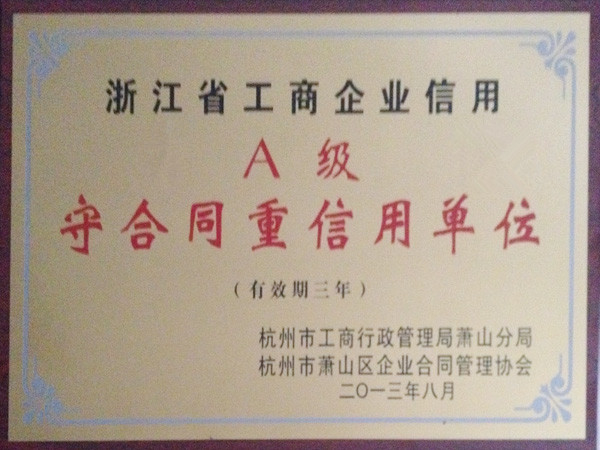 浙江省工商企业信用
A级
守合同重信用单位
（有效期三年）
杭州市工商行政管理局萧山分局
杭州市萧山区企业合同管理协会
二〇一三年八月